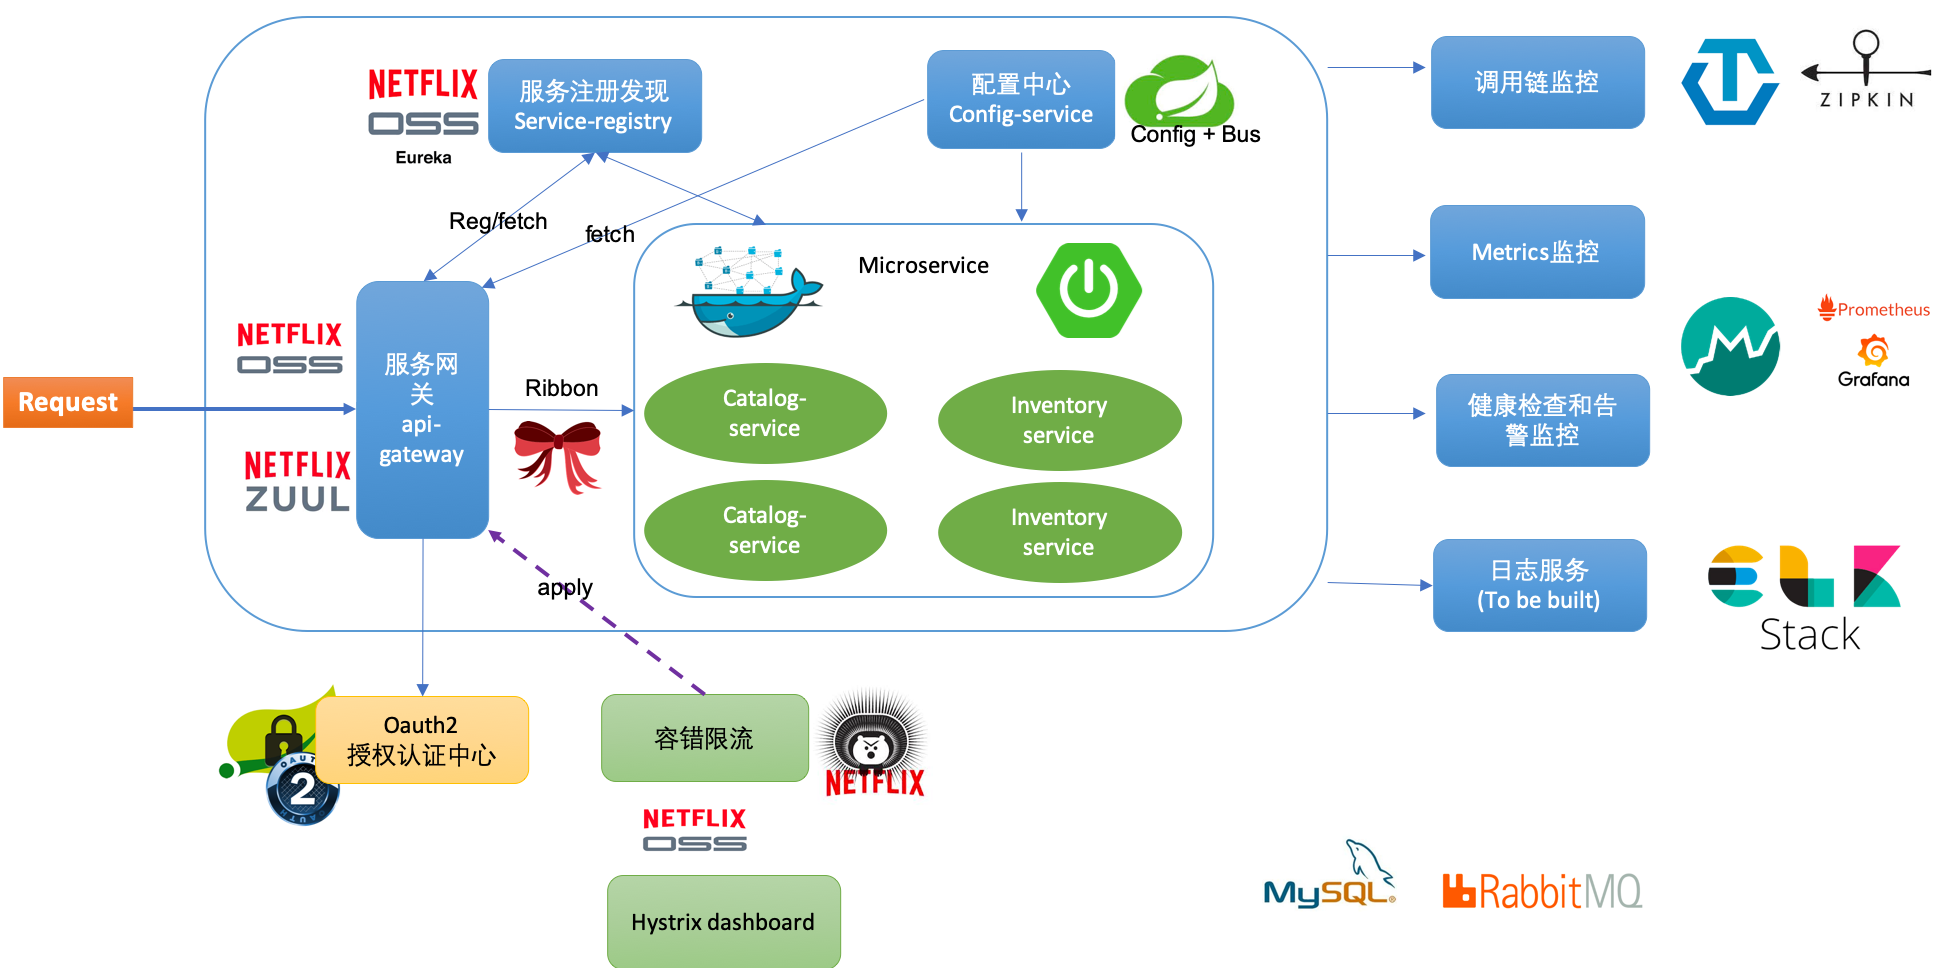 NETFLIX
OSS
Eureka
服务注册发现
Service-registry
配置中心
Config-service
Config + Bus
调用链监控
ZIPKIN
Reg/fetch
fetch
Microservice
Metrics监控
Prometheus
Grafana
NETFLIX
OSS
服务网
关
api-
gateway
NETFLIX
ZUUL
Request
Ribbon
Catalog-
service
Inventory
service
Catalog-
service
Inventory
service
健康检查和告
警监控
日志服务
(To be built)
ELK
Stack
apply
Oauth2
授权认证中心
OAUTH
2
OAUTH
容错限流
NETFLIX
NETFLIX
OSS
Hystrix dashboard
MySQL®
RabbitMQ